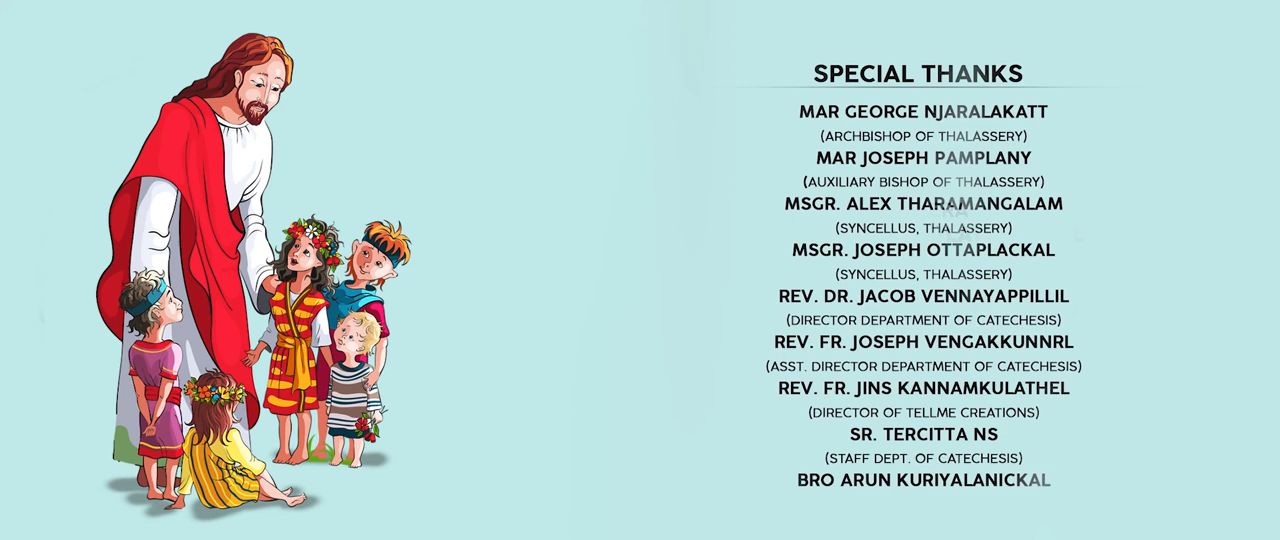 SPECIAL THANKS
MAR GEORGE NJARALAKATT
(ARCHBISHOP OF THALASSERY)
MAR JOSEPH PAMPLANY
(AUXILIARY BISHOP OF THALASSERY)
MSGR. ALEX THARAMANGALAM
(SYNCELLUS, THALASSERY)
MSGR. JOSEPH OTTAPLACKAL
(SYNCELLUS, THALASSERY)
REV. DR. JACOB VENNAYAPPILLIL
(DIRECTOR DEPARTMENT OF CATECHESIS)
REV. FR. JOSEPH VENGAKKUNNRL
(ASST. DIRECTOR DEPARTMENT OF CATECHESIS)
REV. FR. JINS KANNAMKULATHEL
(DIRECTOR OF TELLME CREATIONS)
SR. TERCITTA NS
(STAFF DEPT. OF CATECHESIS)
BRO ARUN KURIYALANICKAL